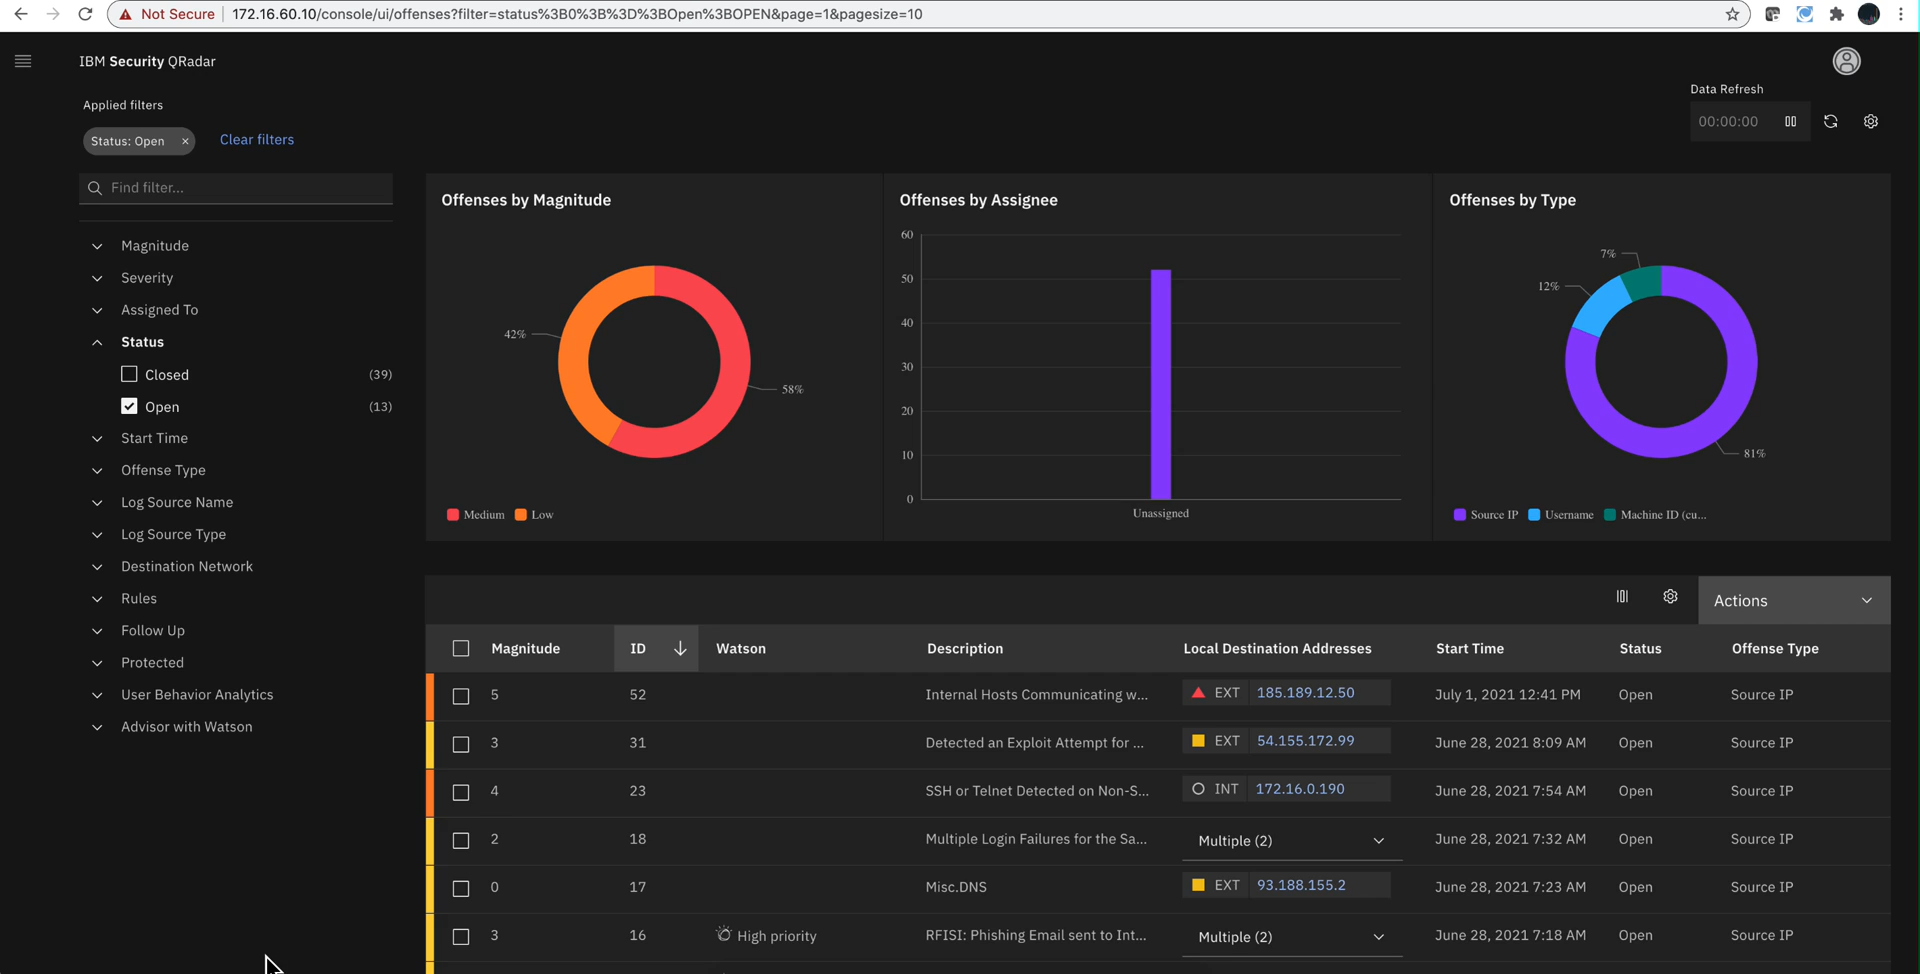 Not Secure | 172.16.60.10/console/ui/offenses?filter=status%3B0%3B%3D%3BOpen%3BOPEN&page=1&pagesize=10
IBM Security QRadar
Data Refresh
00:00:00
Applied filters
Status: Open ×
Clear filters
Find filter...
Magnitude
Severity
Assigned To
Status
Closed (39)
Open (13)
Start Time
Offense Type
Log Source Name
Log Source Type
Destination Network
Rules
Follow Up
Protected
User Behavior Analytics
Advisor with Watson
Offenses by Magnitude
42%
58%
Medium Low
Offenses by Assignee
60
50
40
30
20
10
0
Unassigned
Offenses by Type
7%
12%
81%
Source IP Username Machine ID (cu...
Actions
Magnitude ID Watson Description Local Destination Addresses Start Time Status Offense Type
5 52 Internal Hosts Communicating w... EXT 185.189.12.50 July 1, 2021 12:41 PM Open Source IP
3 31 Detected an Exploit Attempt for ... EXT 54.155.172.99 June 28, 2021 8:09 AM Open Source IP
4 23 SSH or Telnet Detected on Non-S... INT 172.16.0.190 June 28, 2021 7:54 AM Open Source IP
2 18 Multiple Login Failures for the Sa... Multiple (2) June 28, 2021 7:32 AM Open Source IP
0 17 Misc.DNS EXT 93.188.155.2 June 28, 2021 7:23 AM Open Source IP
3 16 High priority RFISI: Phishing Email sent to Int... Multiple (2) June 28, 2021 7:18 AM Open Source IP